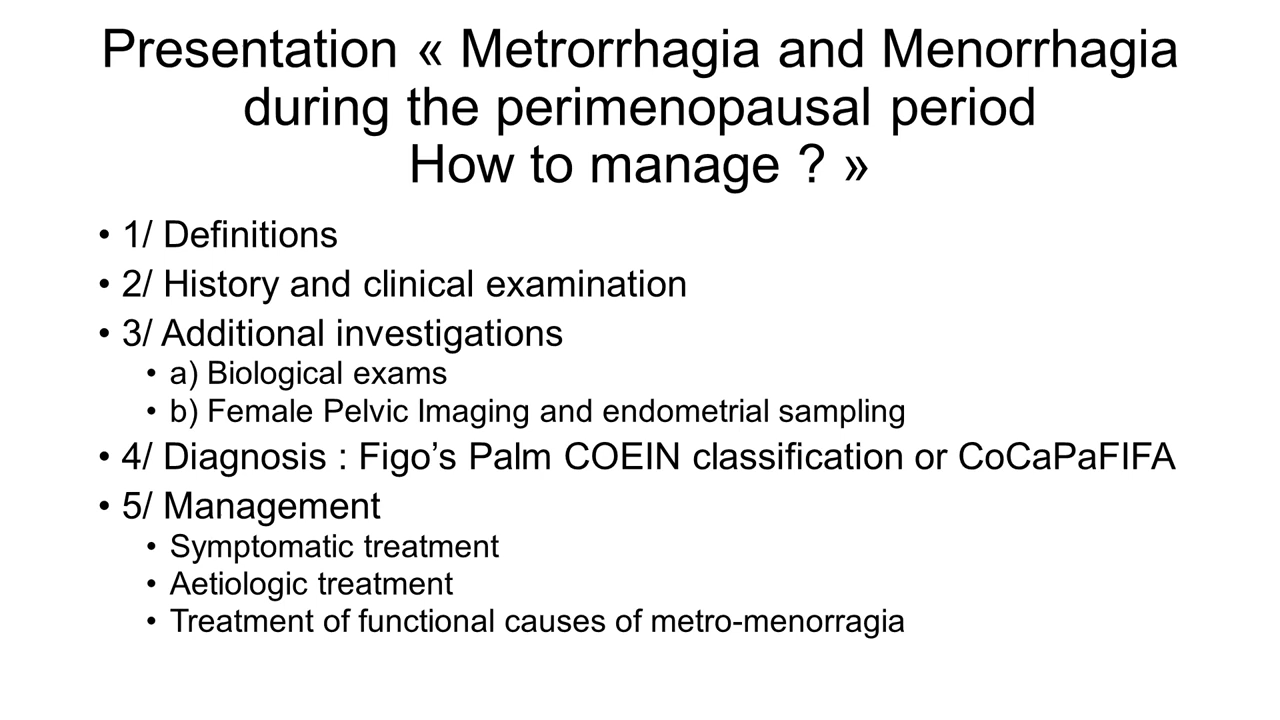 Presentation « Metrorrhagia and Menorrhagia
during the perimenopausal period
How to manage ? »
• 1/ Definitions
• 2/ History and clinical examination
• 3/ Additional investigations
• a) Biological exams
• b) Female Pelvic Imaging and endometrial sampling
• 4/ Diagnosis : Figo’s Palm COEIN classification or CoCaPaFIFA
• 5/ Management
• Symptomatic treatment
• Aetiologic treatment
• Treatment of functional causes of metro-menorragia